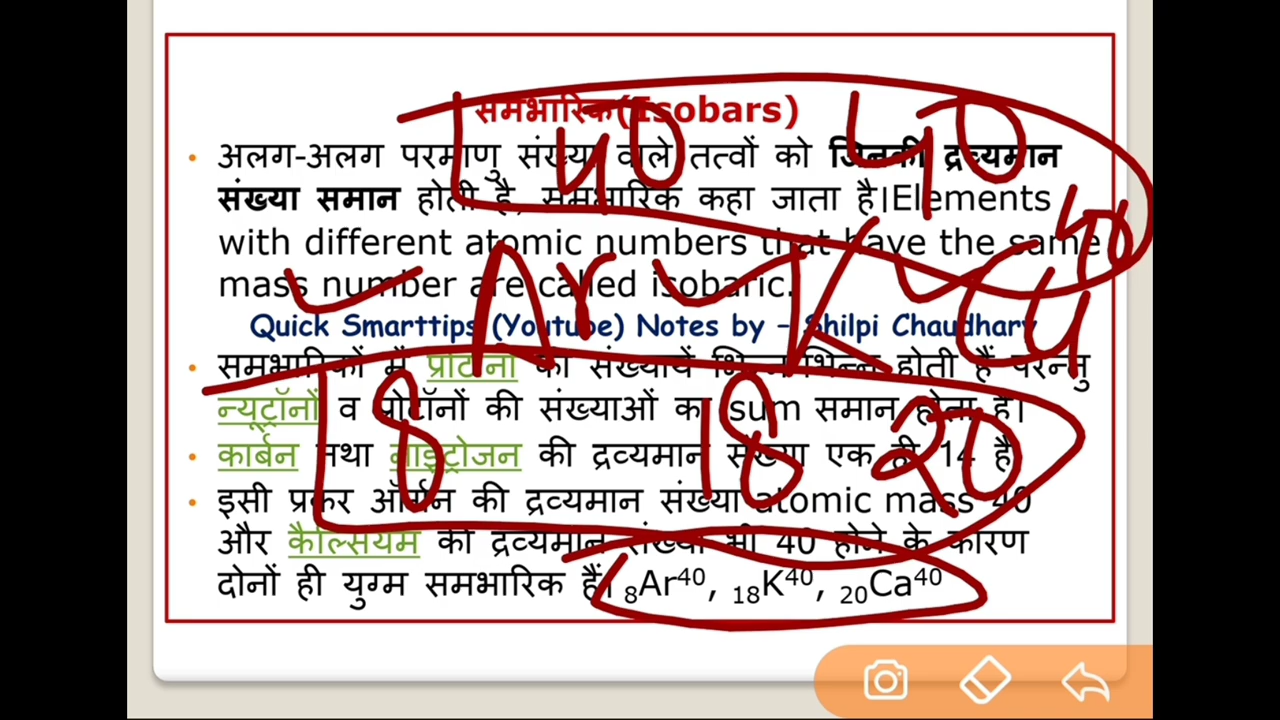 समभारिक(Isobars)
• अलग-अलग परमाणु संख्या वाले तत्वों को जिनकी द्रव्यमान
संख्या समान होती है, समभारिक कहा जाता है।Elements
with different atomic numbers that have the same
mass number are called isobaric.
40 40 40
Ar K Ca
Quick Smarttips (Youtube) Notes by – Shilpi Chaudhary
• समभारिकों में प्रोटॉनों की संख्यायें भिन्न भिन्न होती हैं परन्तु
न्यूट्रॉनों व प्रोटॉनों की संख्याओं का sum समान होता है।
8 18 20
• कार्बन तथा नाइट्रोजन की द्रव्यमान संख्या एक ही 14 है
• इसी प्रकर ऑर्गन की द्रव्यमान संख्या atomic mass 40
और कैल्सियम की द्रव्यमान संख्या भी 40 होने के कारण
दोनों ही युग्म समभारिक हैं। ₈Ar⁴⁰, ₁₈K⁴⁰, ₂₀Ca⁴⁰